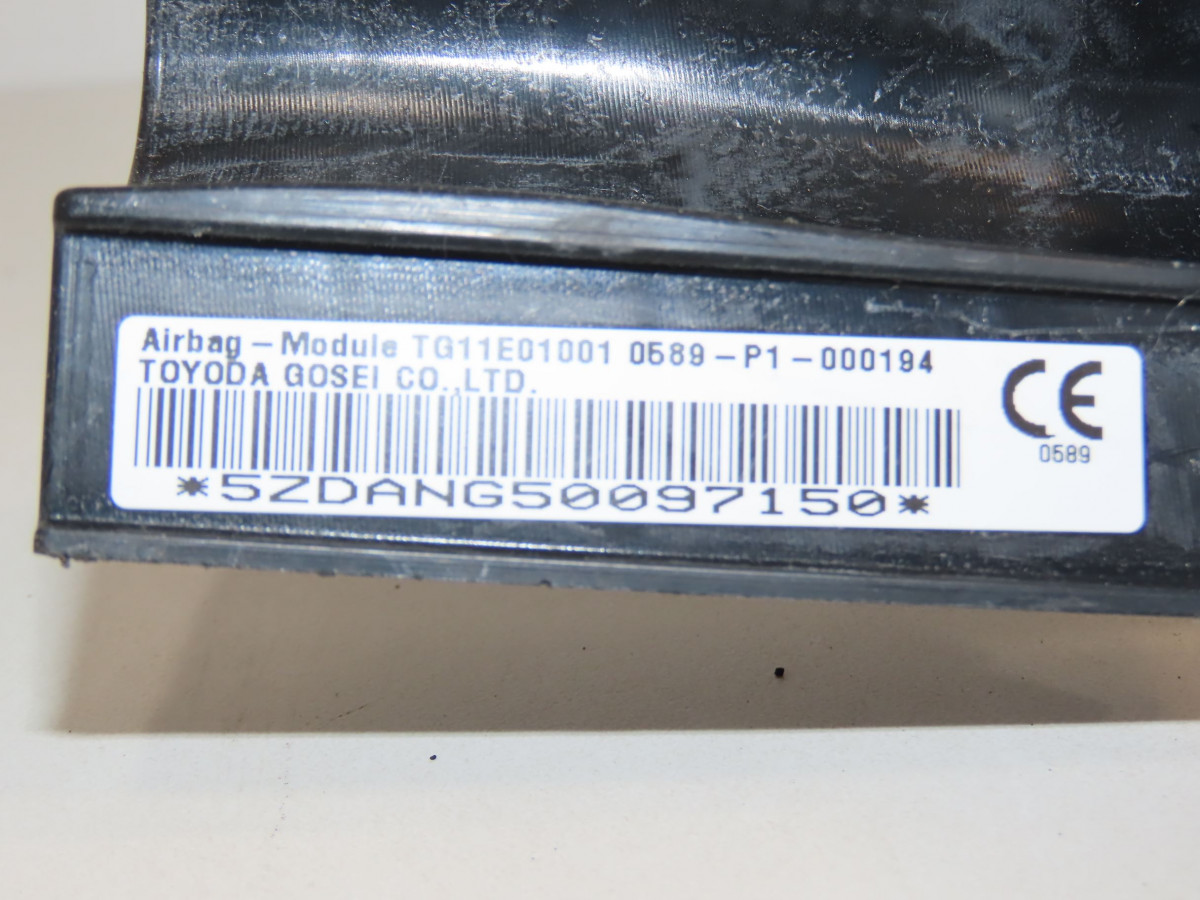 Airbag-Module TG11E01001 0589-P1-000194
TOYODA GOSEI CO.,LTD.
*5ZDANG50097150*
CE
0589